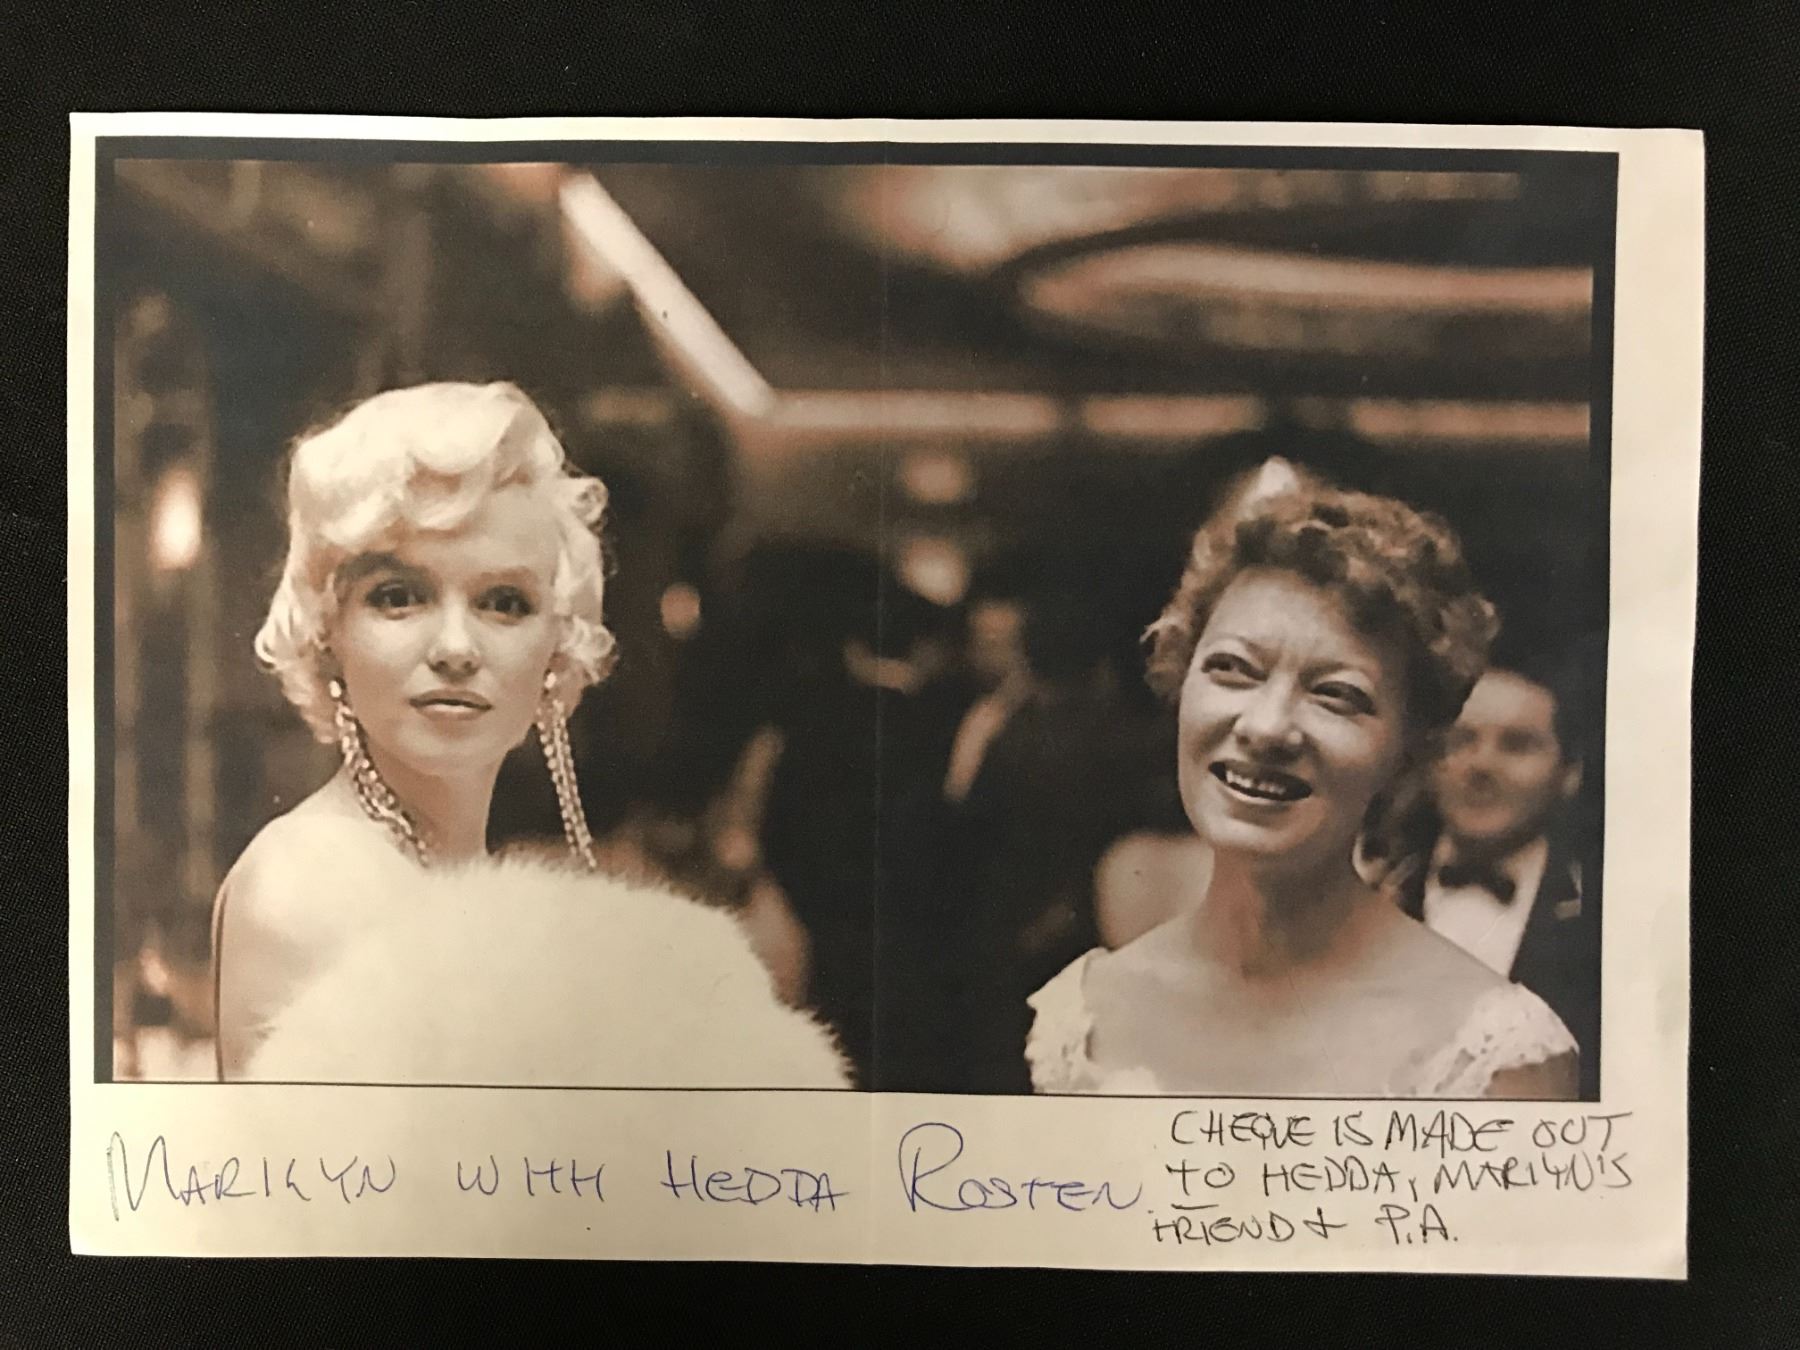 MARILYN WITH HEDDA ROSTEN.
CHEQUE IS MADE OUT
TO HEDDA, MARILYN'S
FRIEND & P.A.